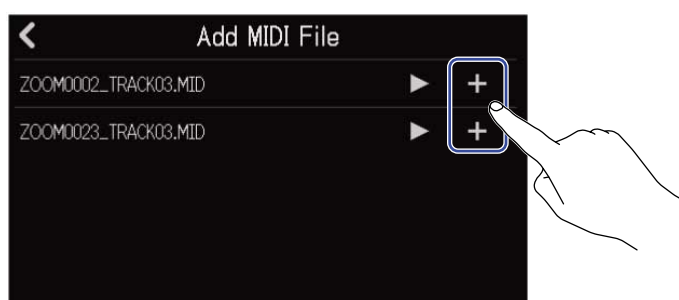 Add MIDI File
ZOOM0002_TRACK03.MID
ZOOM0023_TRACK03.MID